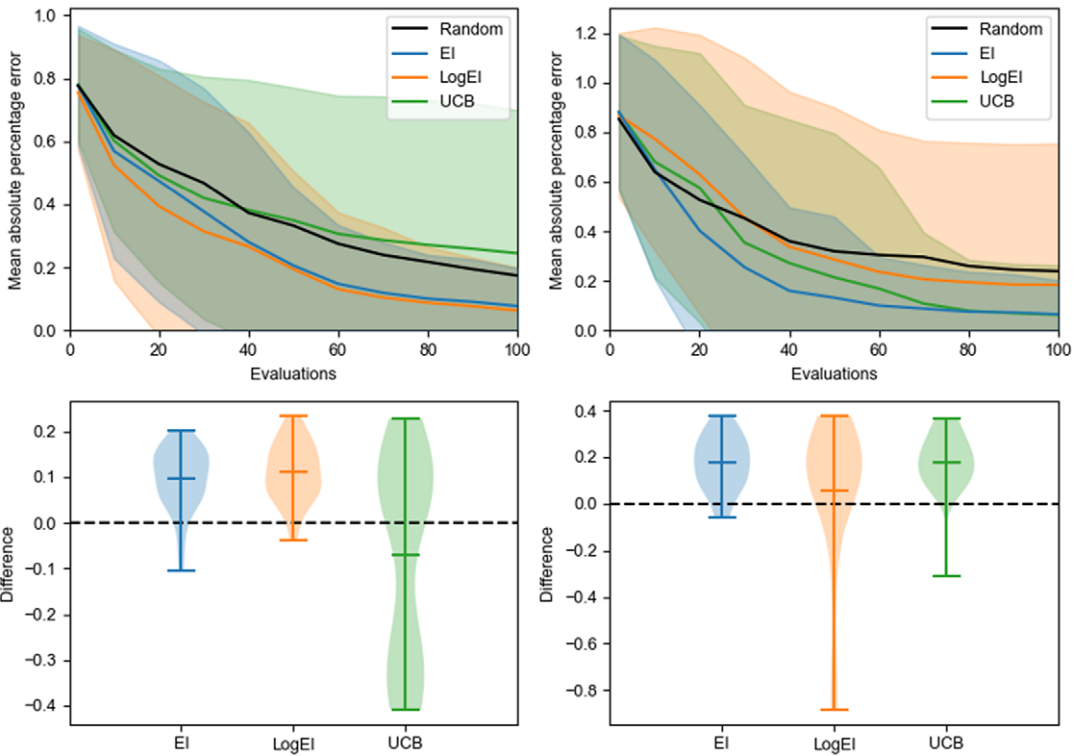 Mean absolute percentage error
1.0
0.8
0.6
0.4
0.2
0.0
0 20 40 60 80 100
Evaluations
Random
EI
LogEI
UCB
Mean absolute percentage error
1.2
1.0
0.8
0.6
0.4
0.2
0.0
0 20 40 60 80 100
Evaluations
Random
EI
LogEI
UCB
Difference
0.2
0.1
0.0
−0.1
−0.2
−0.3
−0.4
EI LogEI UCB
Difference
0.4
0.2
0.0
−0.2
−0.4
−0.6
−0.8
EI LogEI UCB